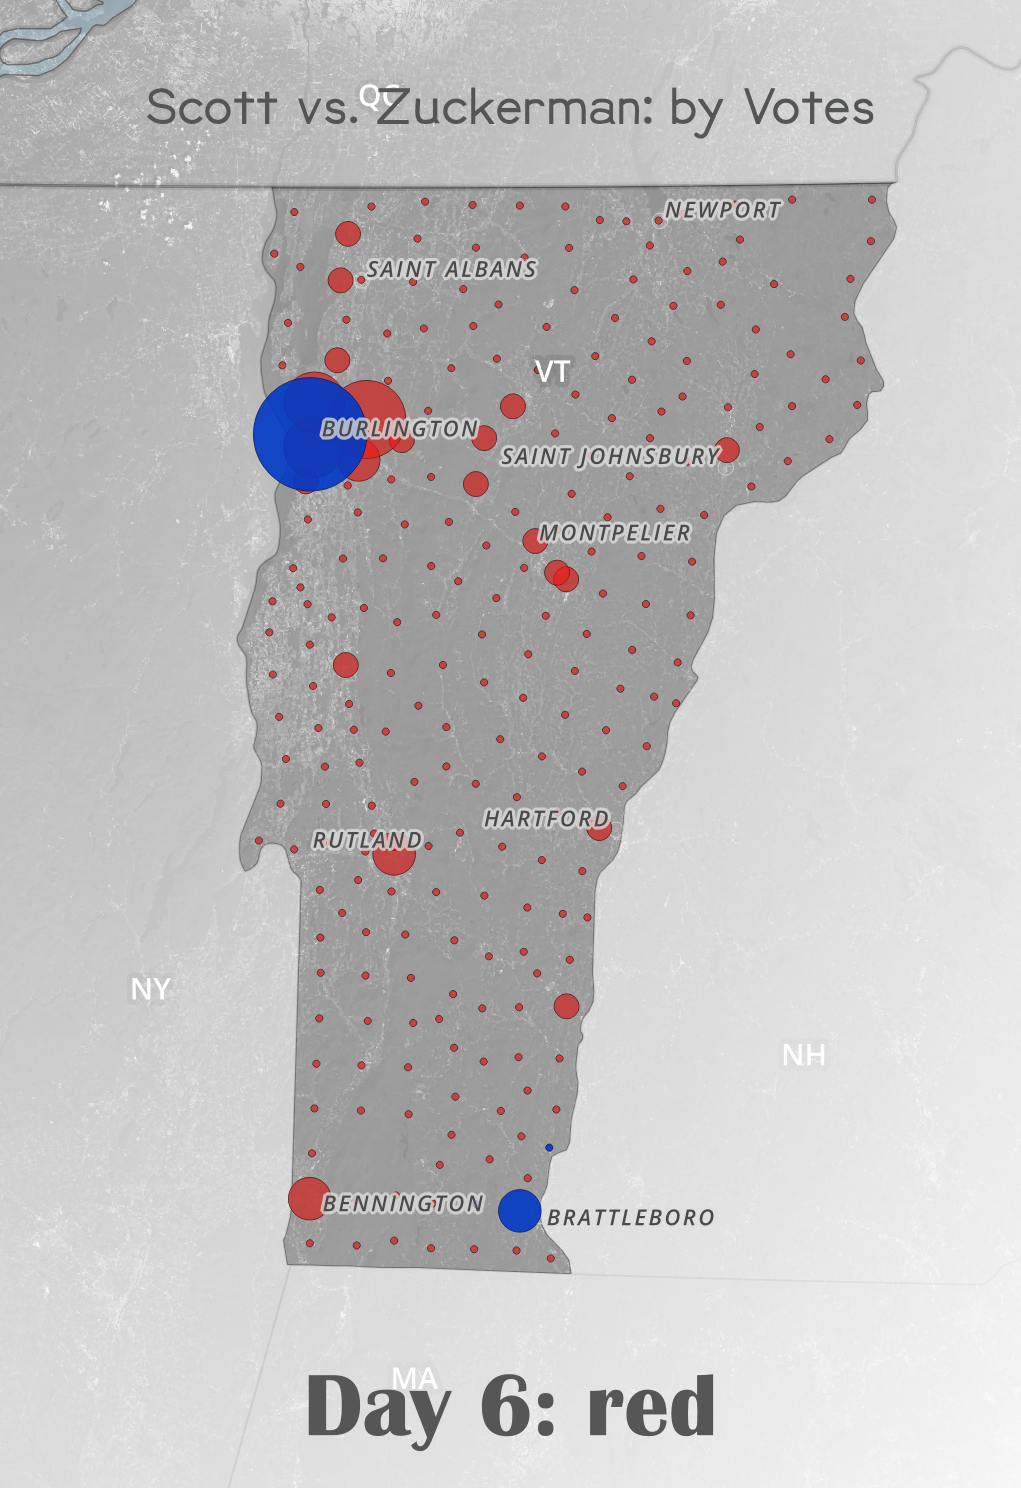 QC
Scott vs. Zuckerman: by Votes
NEWPORT
SAINT ALBANS
VT
BURLINGTON
SAINT JOHNSBURY
MONTPELIER
HARTFORD
RUTLAND
NY
NH
BENNINGTON
BRATTLEBORO
MA
Day 6: red